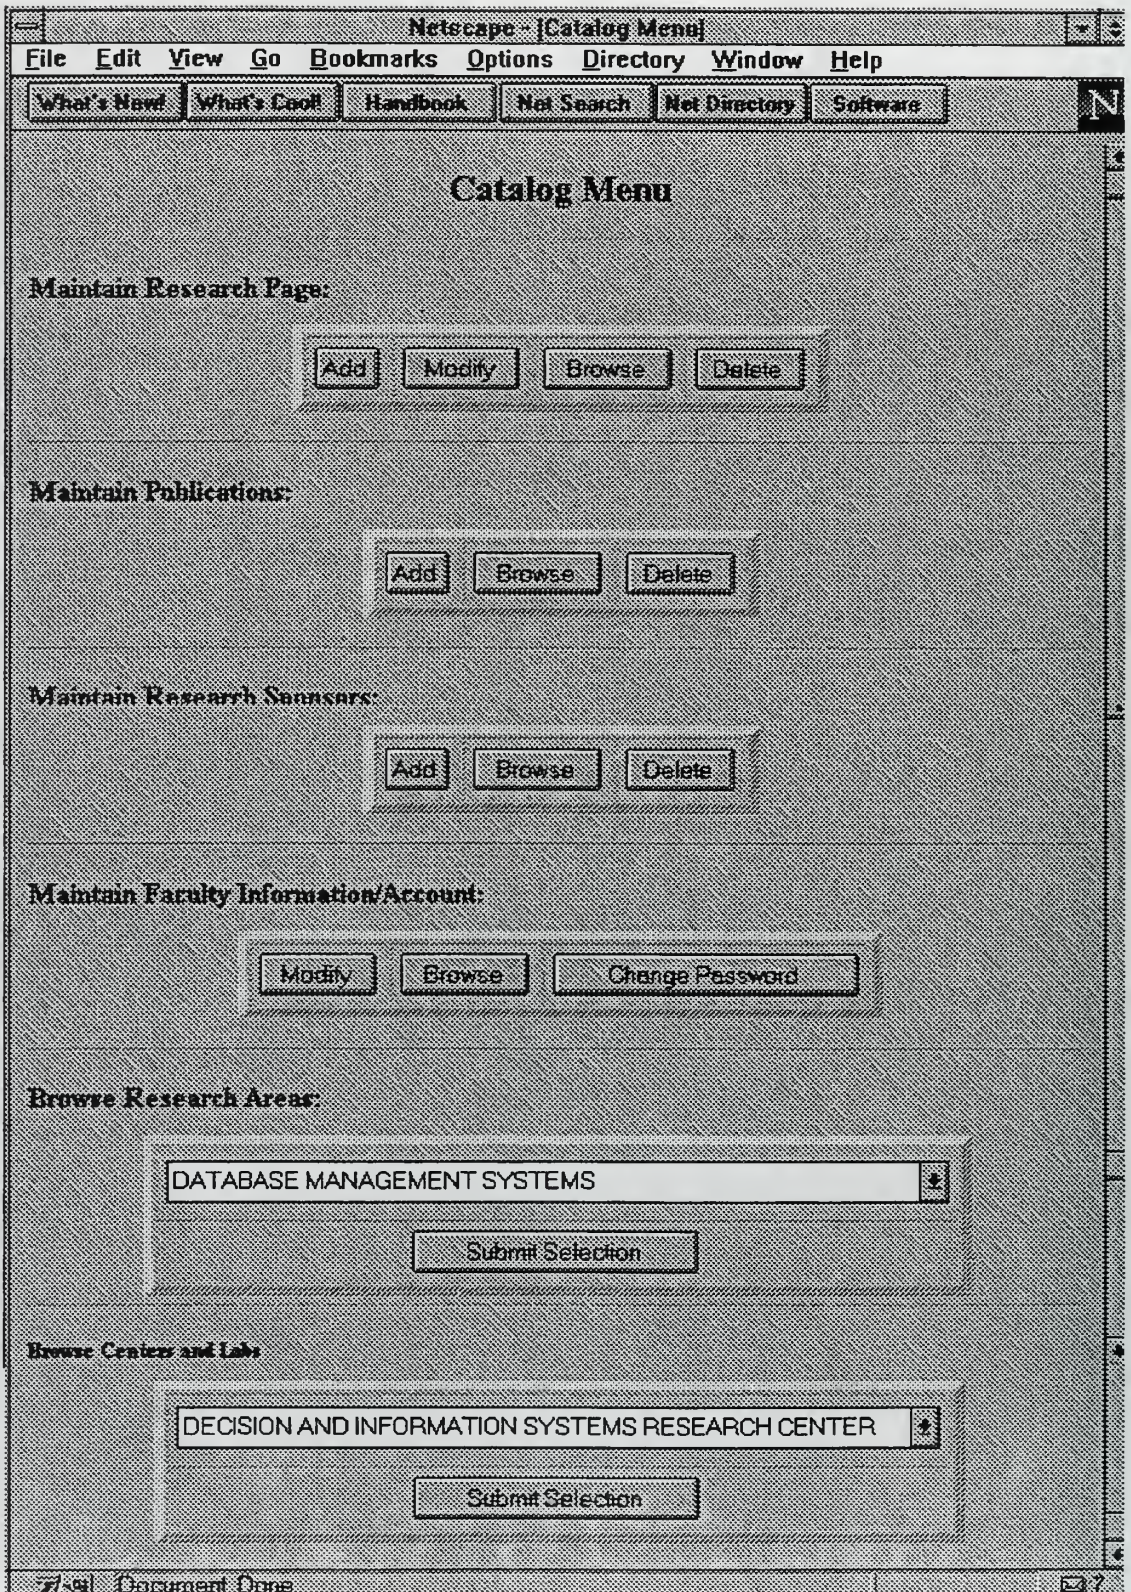 Netscape - [Catalog Menu]
File Edit View Go Bookmarks Options Directory Window Help
What's New! What's Cool! Handbook Net Search Net Directory Software
N
Catalog Menu
Maintain Research Page:
Add Modify Browse Delete
Maintain Publications:
Add Browse Delete
Maintain Research Sponsors:
Add Browse Delete
Maintain Faculty Information/Account:
Modify Browse Change Password
Browse Research Areas:
DATABASE MANAGEMENT SYSTEMS
Submit Selection
Browse Centers and Labs
DECISION AND INFORMATION SYSTEMS RESEARCH CENTER
Submit Selection
Document Done ?